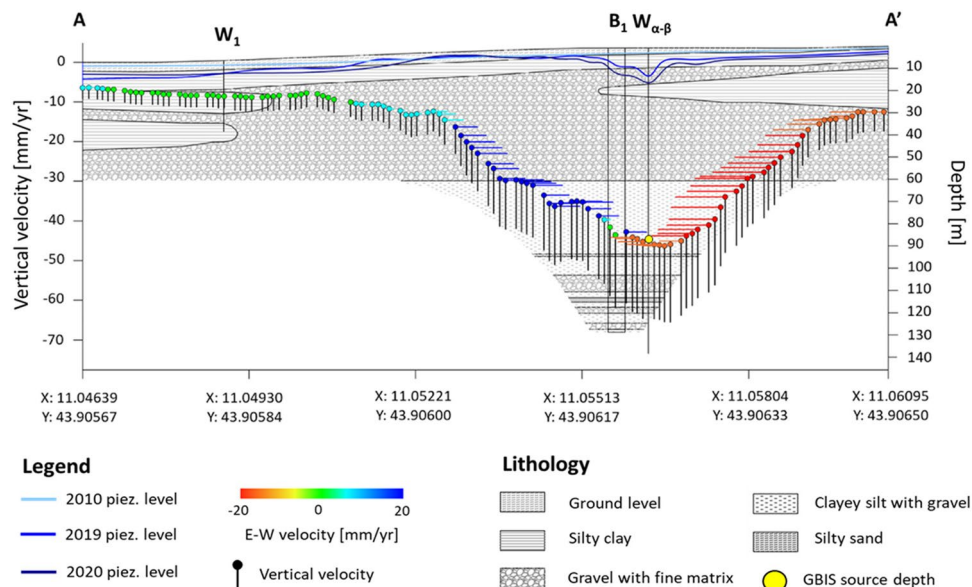 A B₁ Wα-β A'
W₁
0
-10
-20
-30
-40
-50
-60
-70
Vertical velocity [mm/yr]
10
20
30
40
50
60
70
80
90
100
110
120
130
140
Depth [m]
X: 11.04639 X: 11.04930 X: 11.05221 X: 11.05513 X: 11.05804 X: 11.06095
Y: 43.90567 Y: 43.90584 Y: 43.90600 Y: 43.90617 Y: 43.90633 Y: 43.90650
Legend
2010 piez. level
2019 piez. level
2020 piez. level
-20 0 20
E-W velocity [mm/yr]
Vertical velocity
Lithology
Ground level
Silty clay
Gravel with fine matrix
Clayey silt with gravel
Silty sand
GBIS source depth